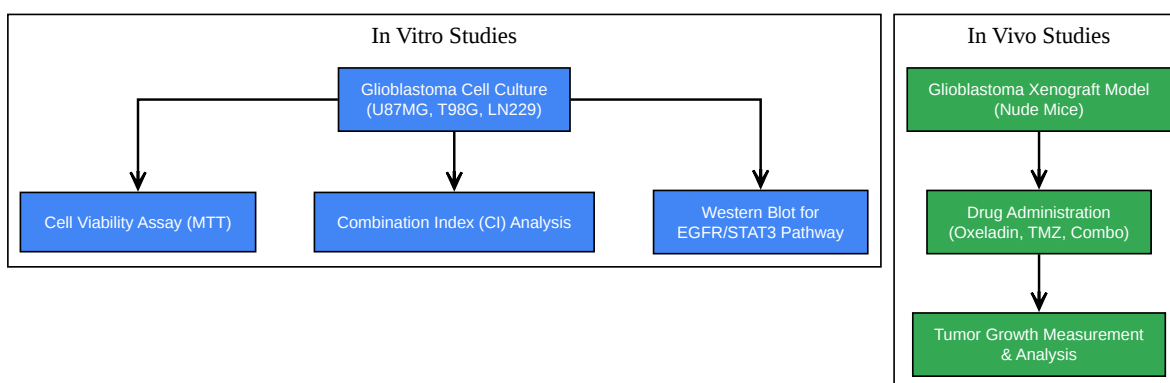 In Vitro Studies
Glioblastoma Cell Culture
(U87MG, T98G, LN229)
Cell Viability Assay (MTT)
Combination Index (CI) Analysis
Western Blot for
EGFR/STAT3 Pathway
In Vivo Studies
Glioblastoma Xenograft Model
(Nude Mice)
Drug Administration
(Oxeladin, TMZ, Combo)
Tumor Growth Measurement
& Analysis